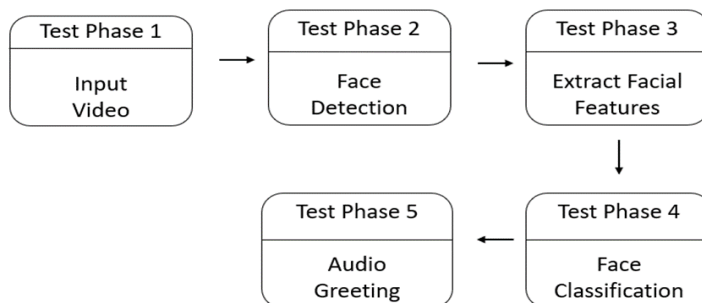 Test Phase 1
Input
Video
Test Phase 2
Face
Detection
Test Phase 3
Extract Facial
Features
Test Phase 4
Face
Classification
Test Phase 5
Audio
Greeting